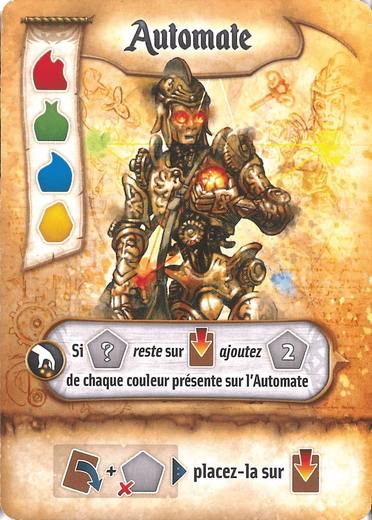 Automate
Si ? reste sur ajoutez 2
de chaque couleur présente sur l'Automate
+ placez-la sur